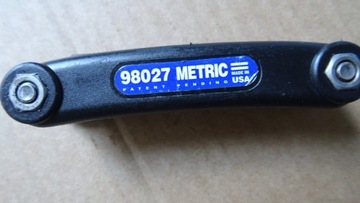 98027 METRIC
MADE IN
USA
PATENT PENDING